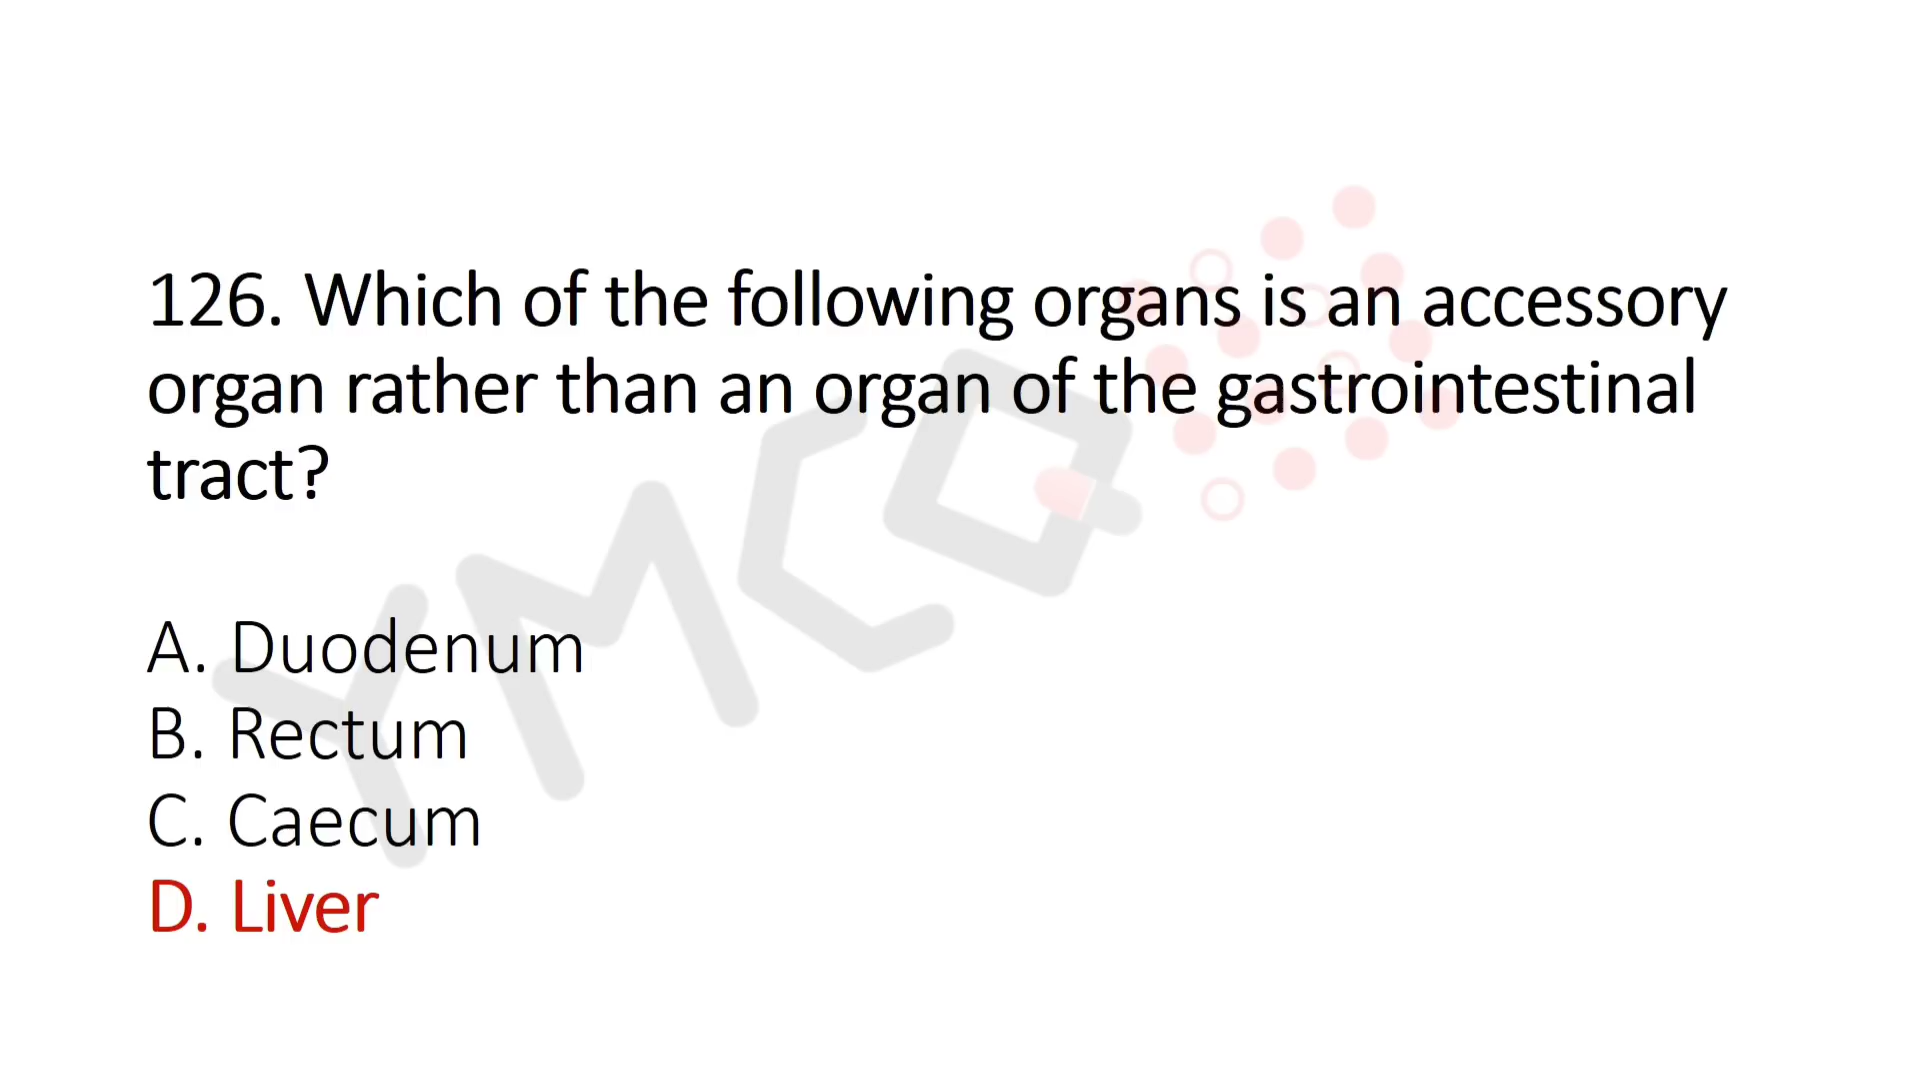 126. Which of the following organs is an accessory
organ rather than an organ of the gastrointestinal
tract?
A. Duodenum
B. Rectum
C. Caecum
D. Liver
YMCQ